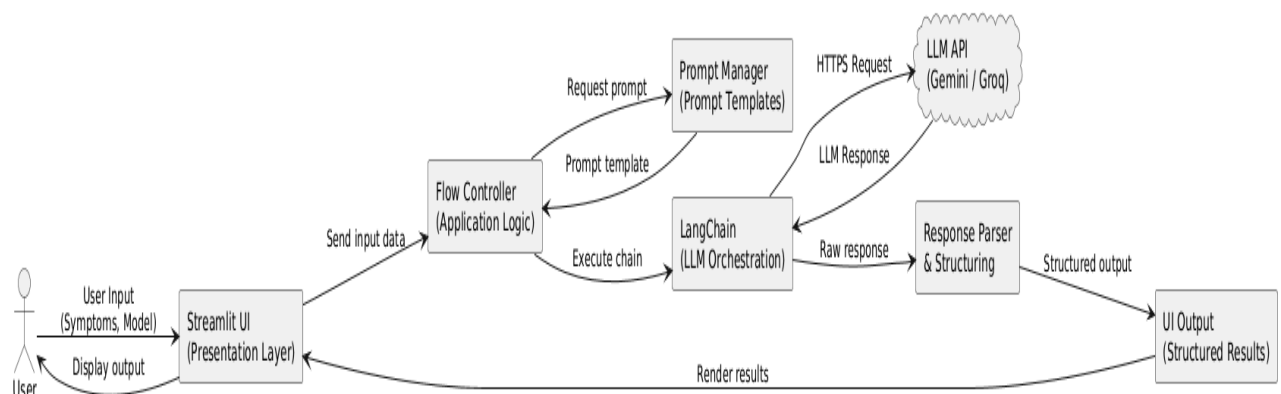 User Input
(Symptoms, Model)
Display output
User
Streamlit UI
(Presentation Layer)
Send input data
Flow Controller
(Application Logic)
Request prompt
Prompt template
Execute chain
Prompt Manager
(Prompt Templates)
LangChain
(LLM Orchestration)
HTTPS Request
LLM Response
Raw response
LLM API
(Gemini / Groq)
Response Parser
& Structuring
Structured output
UI Output
(Structured Results)
Render results